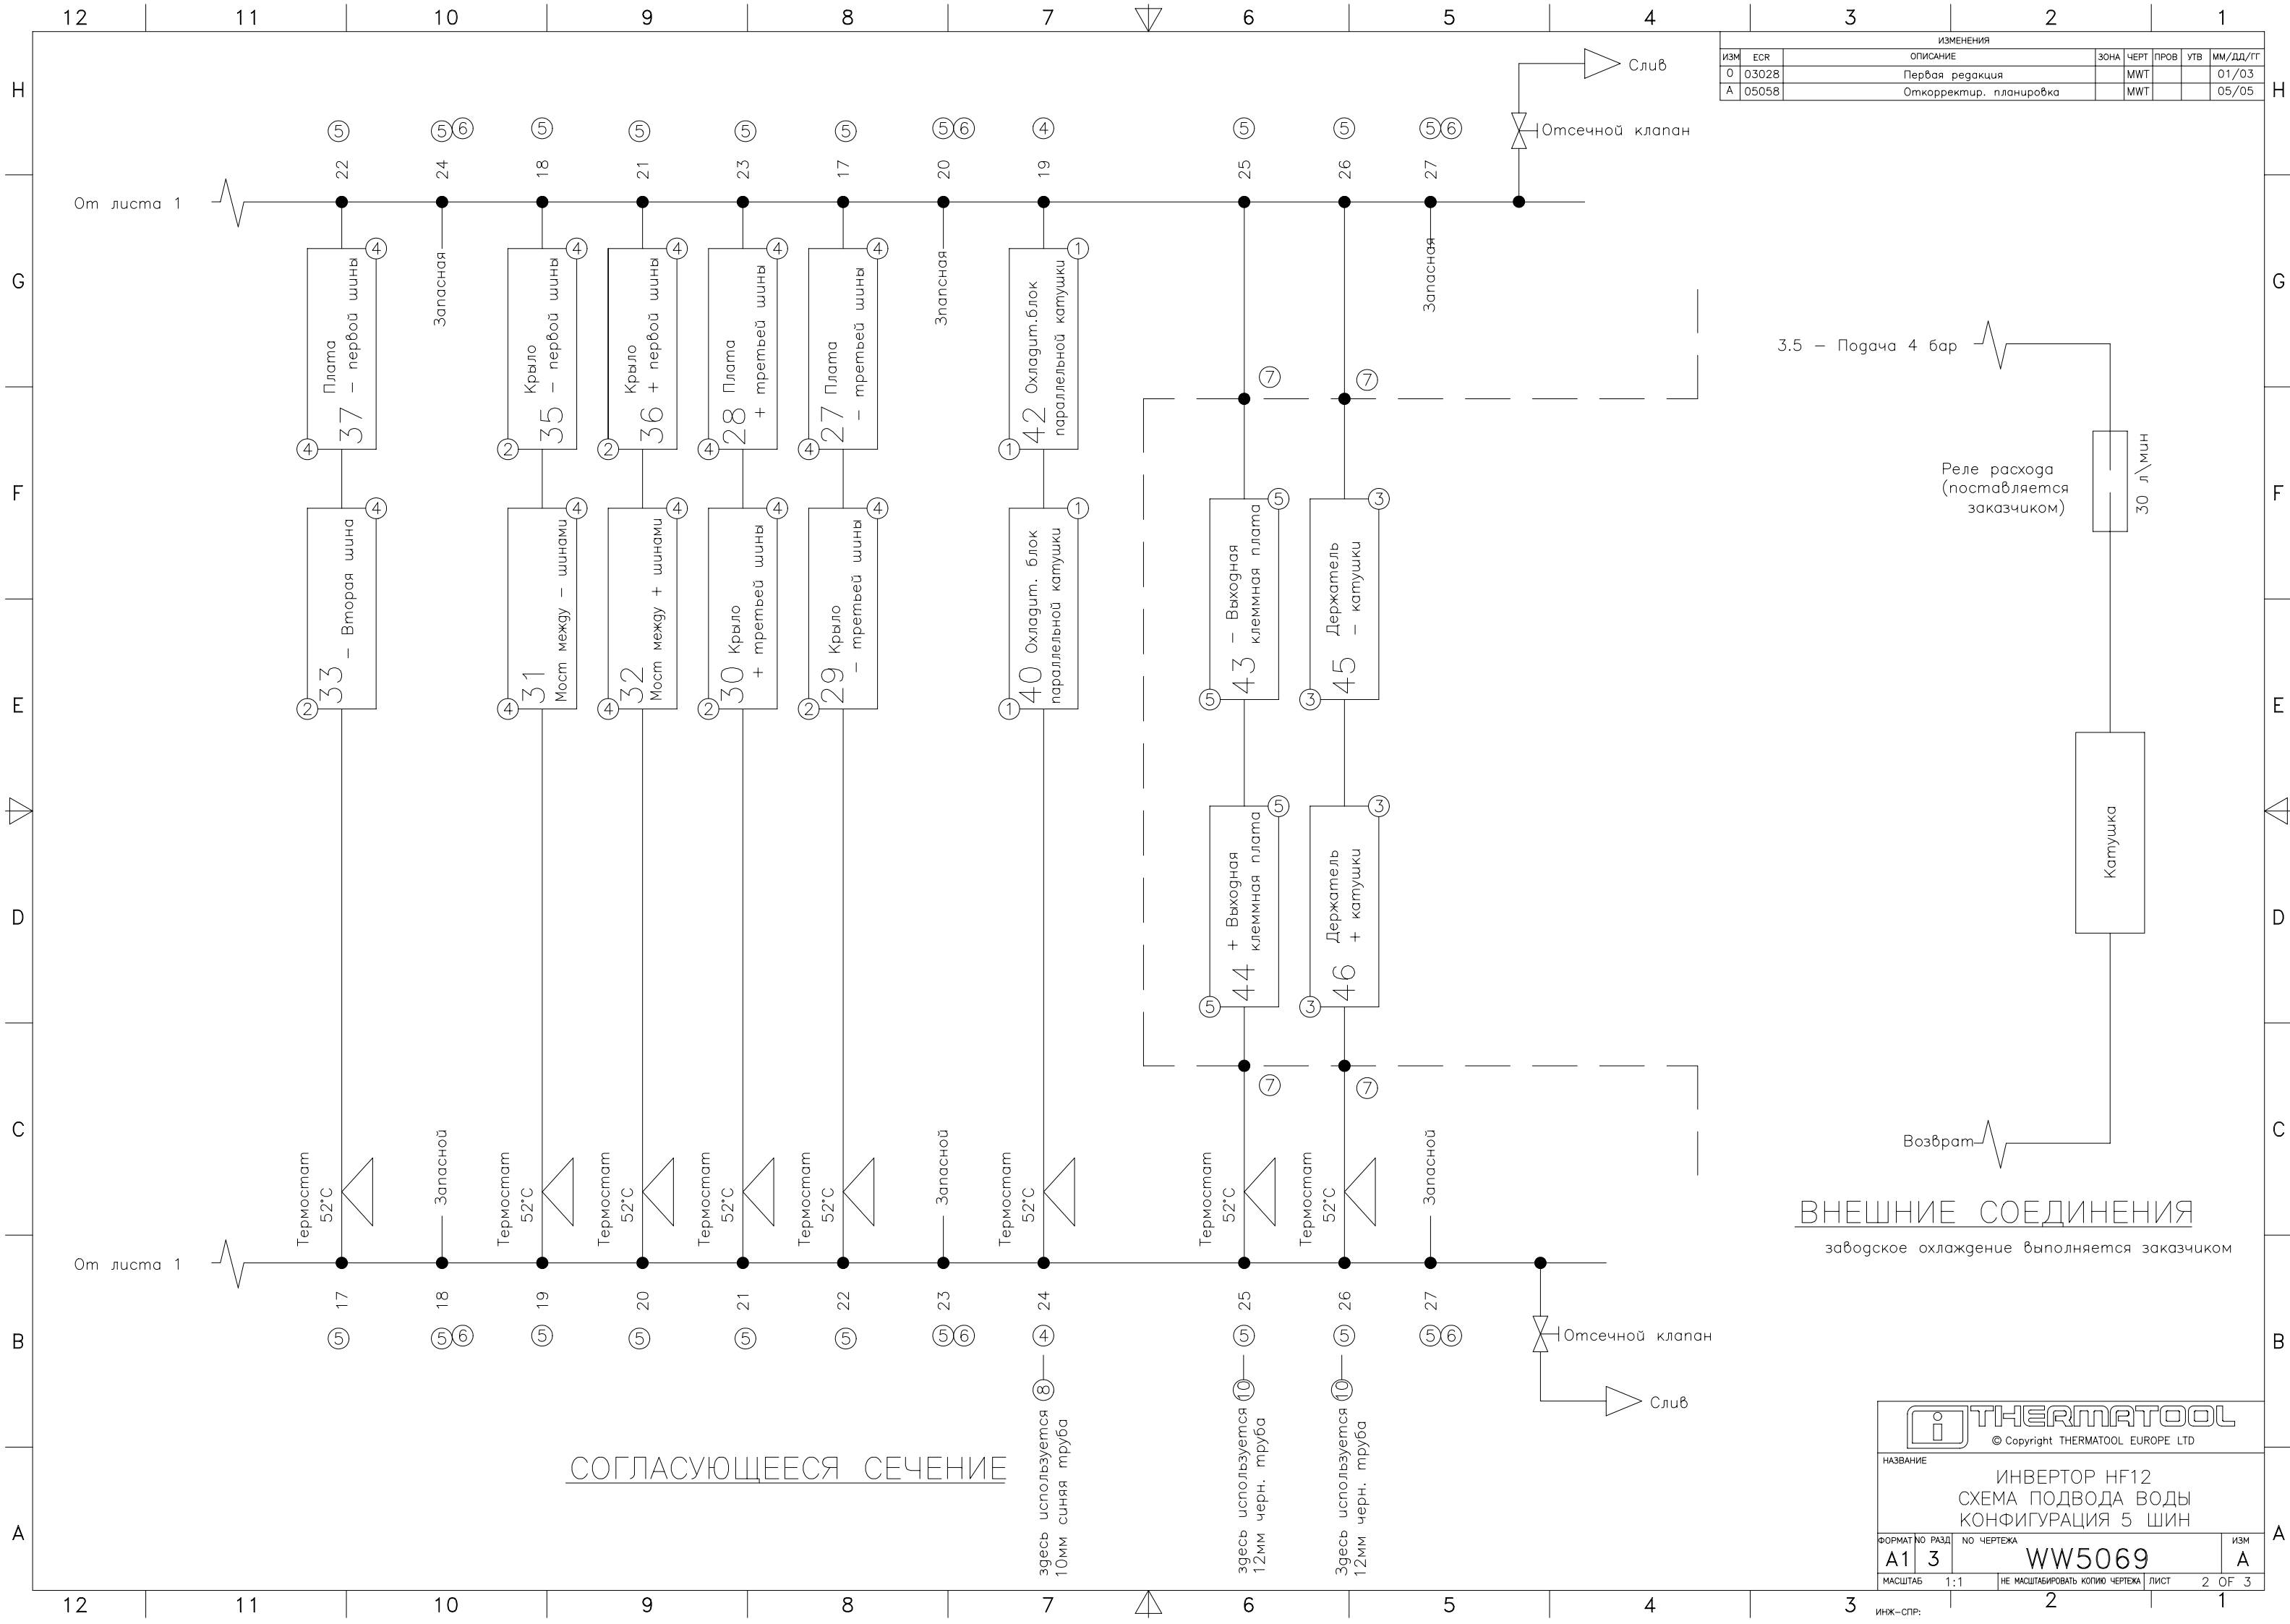 12 11 10 9 8 7 6 5 4 3 2 1
ИЗМЕНЕНИЯ
ИЗМ ECR ОПИСАНИЕ ЗОНА ЧЕРТ ПРОВ УТВ ММ/ДД/ГГ
0 03028 Первая редакция MWT 01/03
A 05058 Откорректир. планировка MWT 05/05
H H
Слив
Отсечной клапан
5 5 6 5 5 5 5 5 6 4 5 5 5 6
22 24 18 21 23 17 20 19 25 26 27
От листа 1
G G
4
Плата
37 – первой шины
4
Запасная
4
Крыло
35 – первой шины
2
4
Крыло
36 + первой шины
2
4
28 Плата
+ третьей шины
4
4
27 Плата
– третьей шины
4
Знапсная
1
42 Охладит.блок
параллельной катушки
1
Запасная
7 7
3.5 – Подача 4 бар
F F
4
33 – Вторая шина
2
4
31
Мост между – шинами
4
4
32
Мост между + шинами
4
4
30 Крыло
+ третьей шины
2
4
29 Крыло
– третьей шины
2
1
40 Охладит. блок
параллельной катушки
1
5
43 – Выходная
клеммная плата
5
3
Держатель
45 – катушки
3
Реле расхода
(поставляется
заказчиком)
30 л\мин
E E
5
44 + Выходная
клеммная плата
5
3
Держатель
46 + катушки
3
Катушка
D D
7 7
C C
Термостат
52°C
Запасной
Термостат
52°C
Термостат
52°C
Термостат
52°C
Термостат
52°C
Запасной
Термостат
52°C
Термостат
52°C
Термостат
52°C
Запасной
Возврат
ВНЕШНИЕ СОЕДИНЕНИЯ
заводское охлаждение выполняется заказчиком
От листа 1
17 18 19 20 21 22 23 24 25 26 27
5 5 6 5 5 5 5 5 6 4 5 5 5 6
B B
Отсечной клапан
Слив
8
здесь используется
10мм синяя труба
10
здесь используется
12мм черн. труба
10
Здесь используется
12мм черн. труба
СОГЛАСУЮЩЕЕСЯ СЕЧЕНИЕ
A A
i THERMATOOL
© Copyright THERMATOOL EUROPE LTD
НАЗВАНИЕ
ИНВЕРТОР HF12
СХЕМА ПОДВОДА ВОДЫ
КОНФИГУРАЦИЯ 5 ШИН
ФОРМАТ NO РАЗД NO ЧЕРТЕЖА ИЗМ
A1 3 WW5069 A
МАСШТАБ 1:1 НЕ МАСШТАБИРОВАТЬ КОПИЮ ЧЕРТЕЖА ЛИСТ 2 OF 3
12 11 10 9 8 7 6 5 4 3 2 1
ИНЖ–СПР: